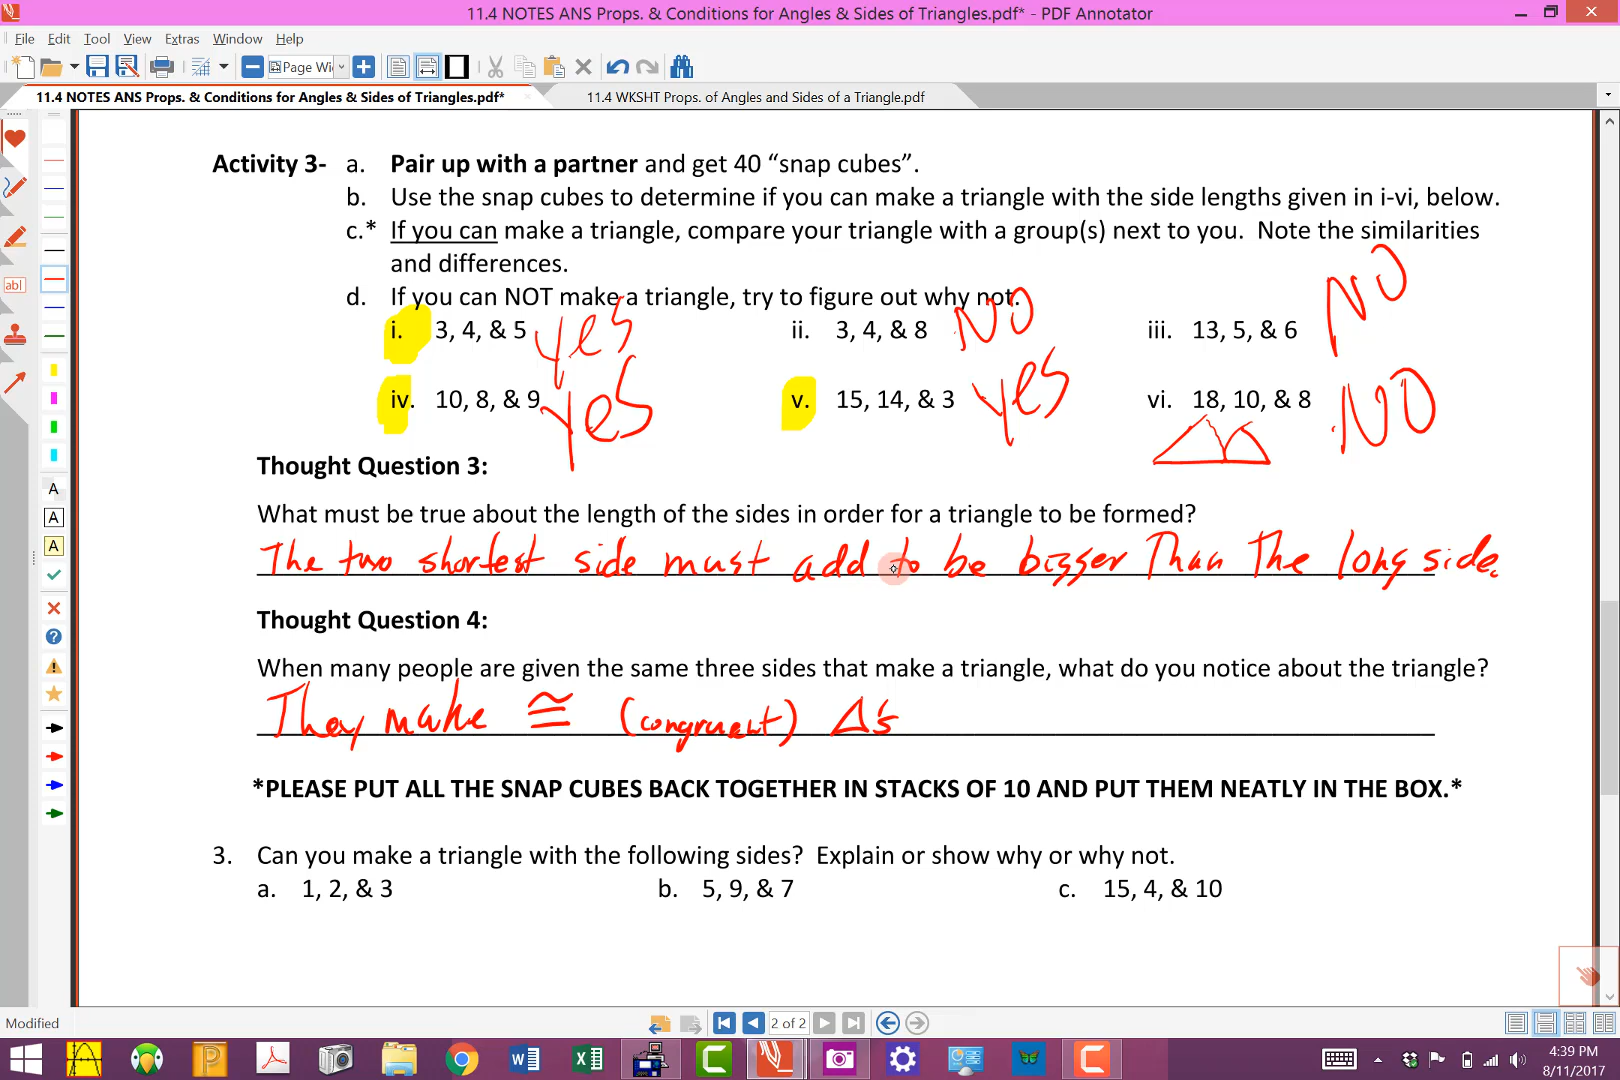 11.4 NOTES ANS Props. & Conditions for Angles & Sides of Triangles.pdf* - PDF Annotator
File Edit Tool View Extras Window Help
Page Wi
11.4 NOTES ANS Props. & Conditions for Angles & Sides of Triangles.pdf* 11.4 WKSHT Props. of Angles and Sides of a Triangle.pdf
Activity 3- a. Pair up with a partner and get 40 “snap cubes”.
b. Use the snap cubes to determine if you can make a triangle with the side lengths given in i-vi, below.
c.* If you can make a triangle, compare your triangle with a group(s) next to you. Note the similarities
and differences.
d. If you can NOT make a triangle, try to figure out why not.
i. 3, 4, & 5 yes ii. 3, 4, & 8 NO iii. 13, 5, & 6 NO
iv. 10, 8, & 9 yes v. 15, 14, & 3 yes vi. 18, 10, & 8 NO
Thought Question 3:
What must be true about the length of the sides in order for a triangle to be formed?
The two shortest side must add to be bigger Than The long side.
Thought Question 4:
When many people are given the same three sides that make a triangle, what do you notice about the triangle?
They make ≅ (congruent) Δ's
*PLEASE PUT ALL THE SNAP CUBES BACK TOGETHER IN STACKS OF 10 AND PUT THEM NEATLY IN THE BOX.*
3. Can you make a triangle with the following sides? Explain or show why or why not.
a. 1, 2, & 3 b. 5, 9, & 7 c. 15, 4, & 10
abl
A
A
A
Modified 2 of 2
4:39 PM
8/11/2017